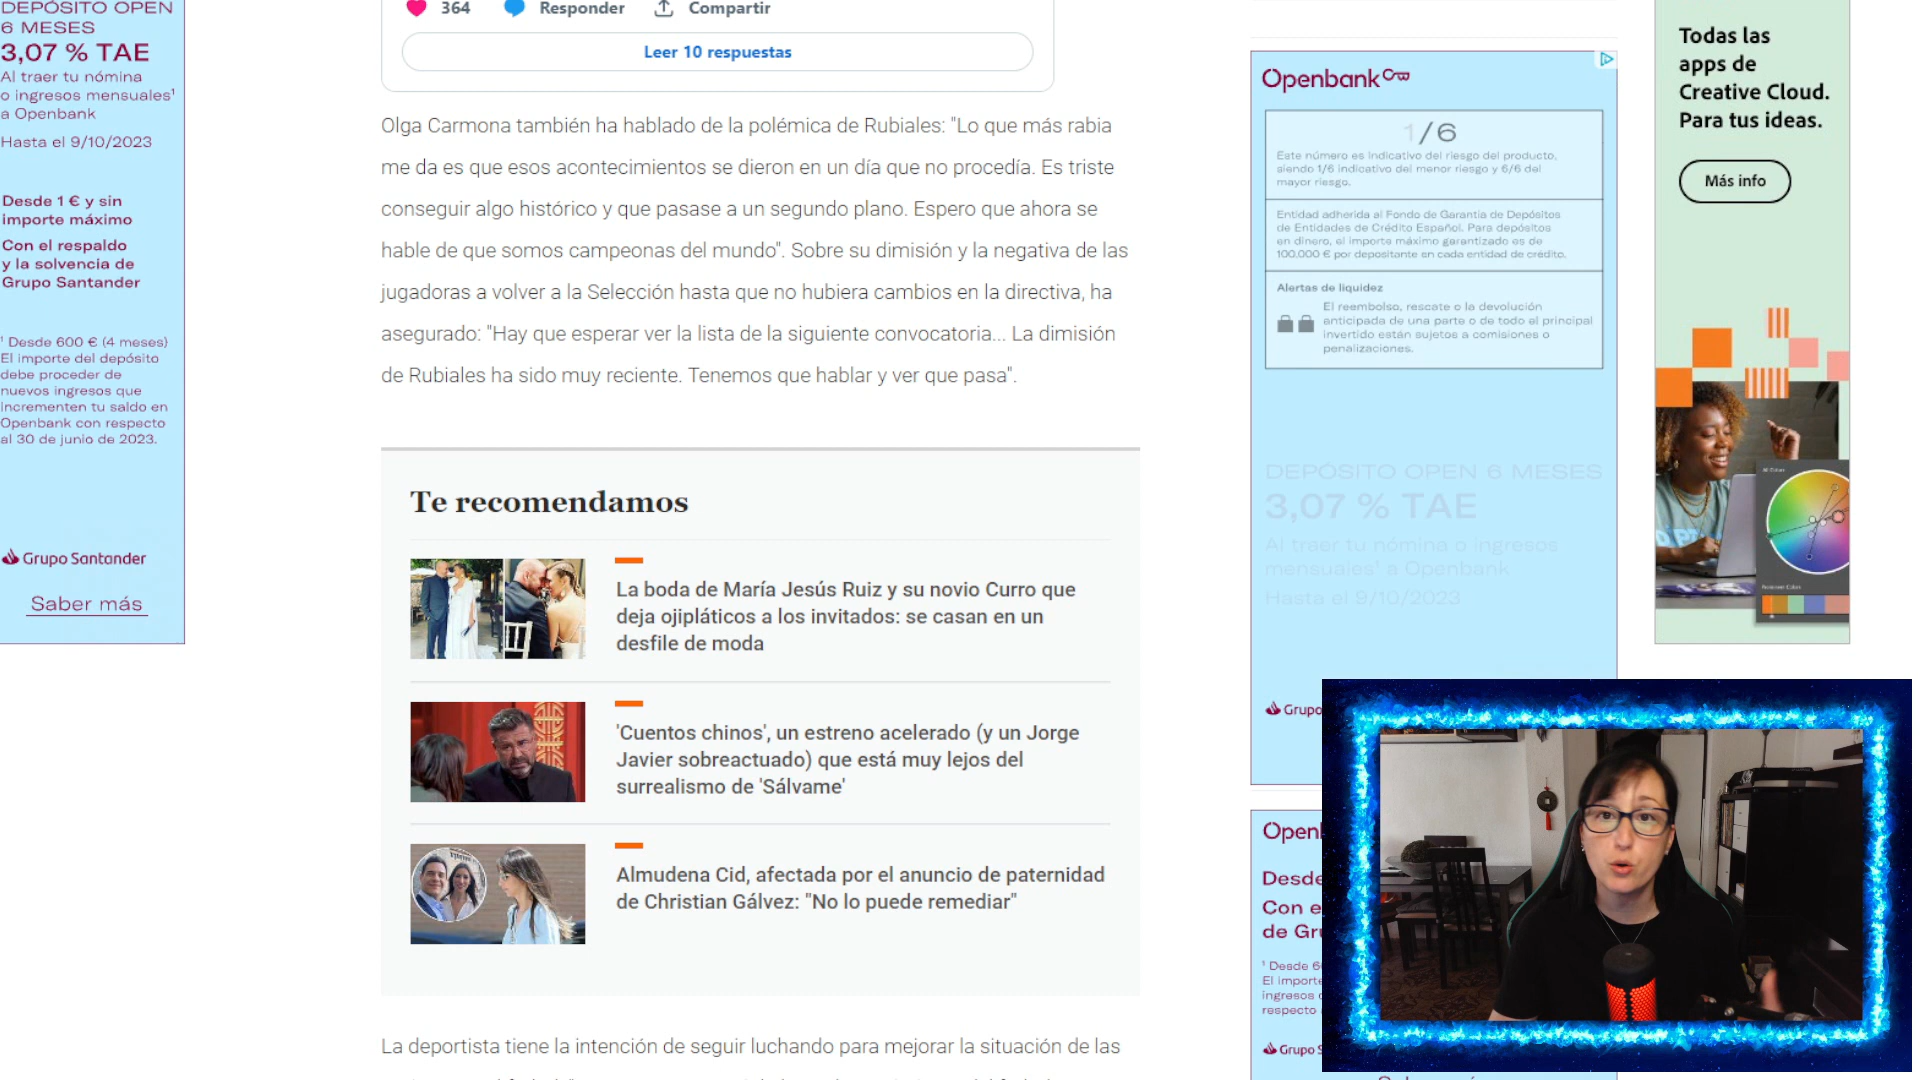 DEPÓSITO OPEN
6 MESES
3,07 % TAE
Al traer tu nómina
o ingresos mensuales¹
a Openbank
Hasta el 9/10/2023
Desde 1 € y sin
importe máximo
Con el respaldo
y la solvencia de
Grupo Santander
¹ Desde 600 € (4 meses)
El importe del depósito
debe proceder de
nuevos ingresos que
incrementen tu saldo en
Openbank con respecto
al 30 de junio de 2023.
Grupo Santander
Saber más
364 Responder Compartir
Leer 10 respuestas
Olga Carmona también ha hablado de la polémica de Rubiales: "Lo que más rabia
me da es que esos acontecimientos se dieron en un día que no procedía. Es triste
conseguir algo histórico y que pasase a un segundo plano. Espero que ahora se
hable de que somos campeonas del mundo". Sobre su dimisión y la negativa de las
jugadoras a volver a la Selección hasta que no hubiera cambios en la directiva, ha
asegurado: "Hay que esperar ver la lista de la siguiente convocatoria... La dimisión
de Rubiales ha sido muy reciente. Tenemos que hablar y ver que pasa".
Te recomendamos
La boda de María Jesús Ruiz y su novio Curro que
deja ojipláticos a los invitados: se casan en un
desfile de moda
'Cuentos chinos', un estreno acelerado (y un Jorge
Javier sobreactuado) que está muy lejos del
surrealismo de 'Sálvame'
Almudena Cid, afectada por el anuncio de paternidad
de Christian Gálvez: "No lo puede remediar"
La deportista tiene la intención de seguir luchando para mejorar la situación de las
Openbank
1/6
Este número es indicativo del riesgo del producto,
siendo 1/6 indicativo del menor riesgo y 6/6 del
mayor riesgo.
Entidad adherida al Fondo de Garantía de Depósitos
de Entidades de Crédito Español. Para depósitos
en dinero, el importe máximo garantizado es de
100.000 € por depositante en cada entidad de crédito.
Alertas de liquidez
El reembolso, rescate o la devolución
anticipada de una parte o de todo el principal
invertido están sujetos a comisiones o
penalizaciones.
DEPÓSITO OPEN 6 MESES
3,07 % TAE
Al traer tu nómina o ingresos
mensuales¹ a Openbank
Hasta el 9/10/2023
Grupo
Openl
Desde
Con e
de Gru
¹ Desde 6
El importe
ingresos
respecto
Grupo S
Todas las
apps de
Creative Cloud.
Para tus ideas.
Más info